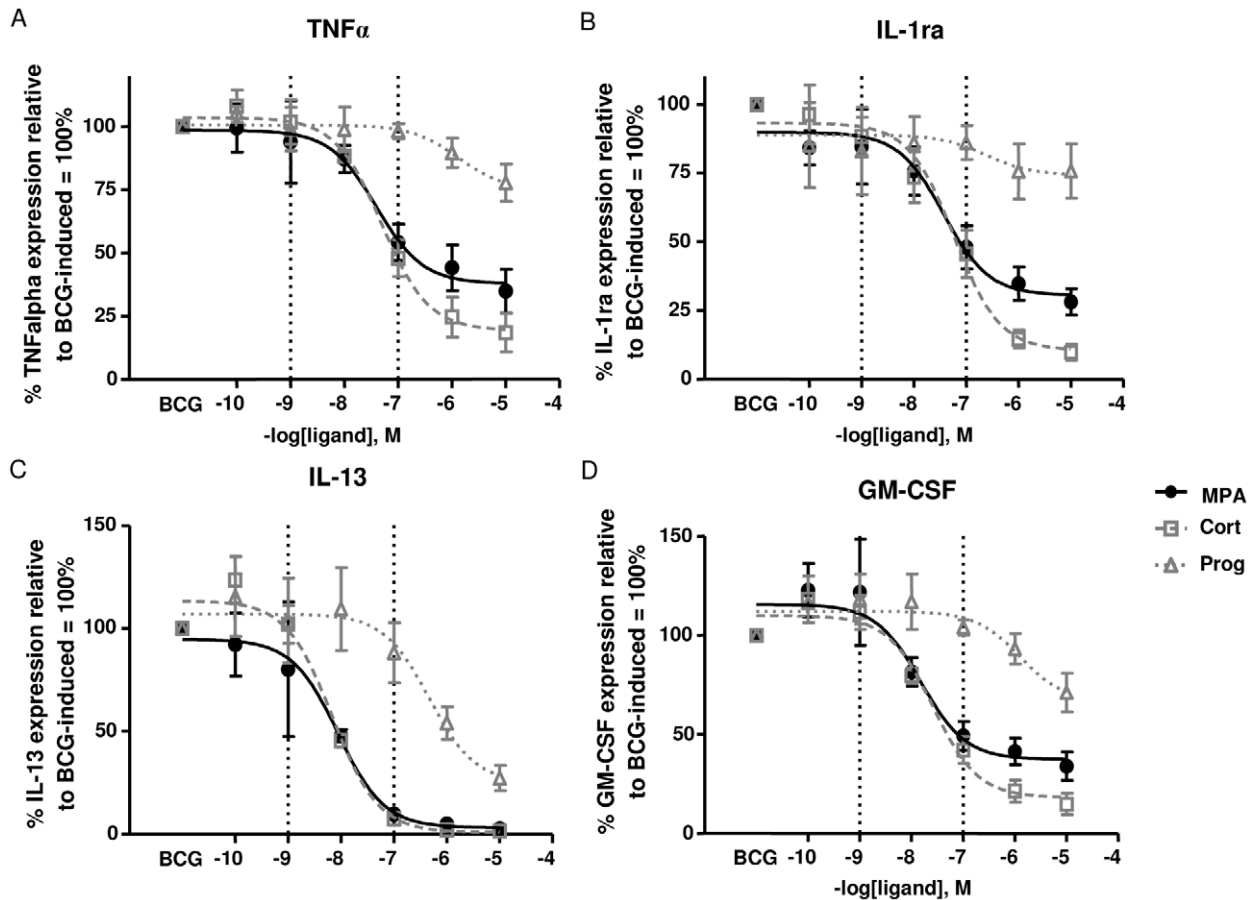 A
TNFα
% TNFalpha expression relative
to BCG-induced = 100%
100
75
50
25
0
BCG -10 -9 -8 -7 -6 -5 -4
-log[ligand], M
B
IL-1ra
% IL-1ra expression relative
to BCG-induced = 100%
100
75
50
25
0
BCG -10 -9 -8 -7 -6 -5 -4
-log[ligand], M
C
IL-13
% IL-13 expression relative
to BCG-induced = 100%
150
100
50
0
BCG -10 -9 -8 -7 -6 -5 -4
D
GM-CSF
% GM-CSF expression relative
to BCG-induced = 100%
150
100
50
0
BCG -10 -9 -8 -7 -6 -5 -4
-log[ligand], M
MPA
Cort
Prog